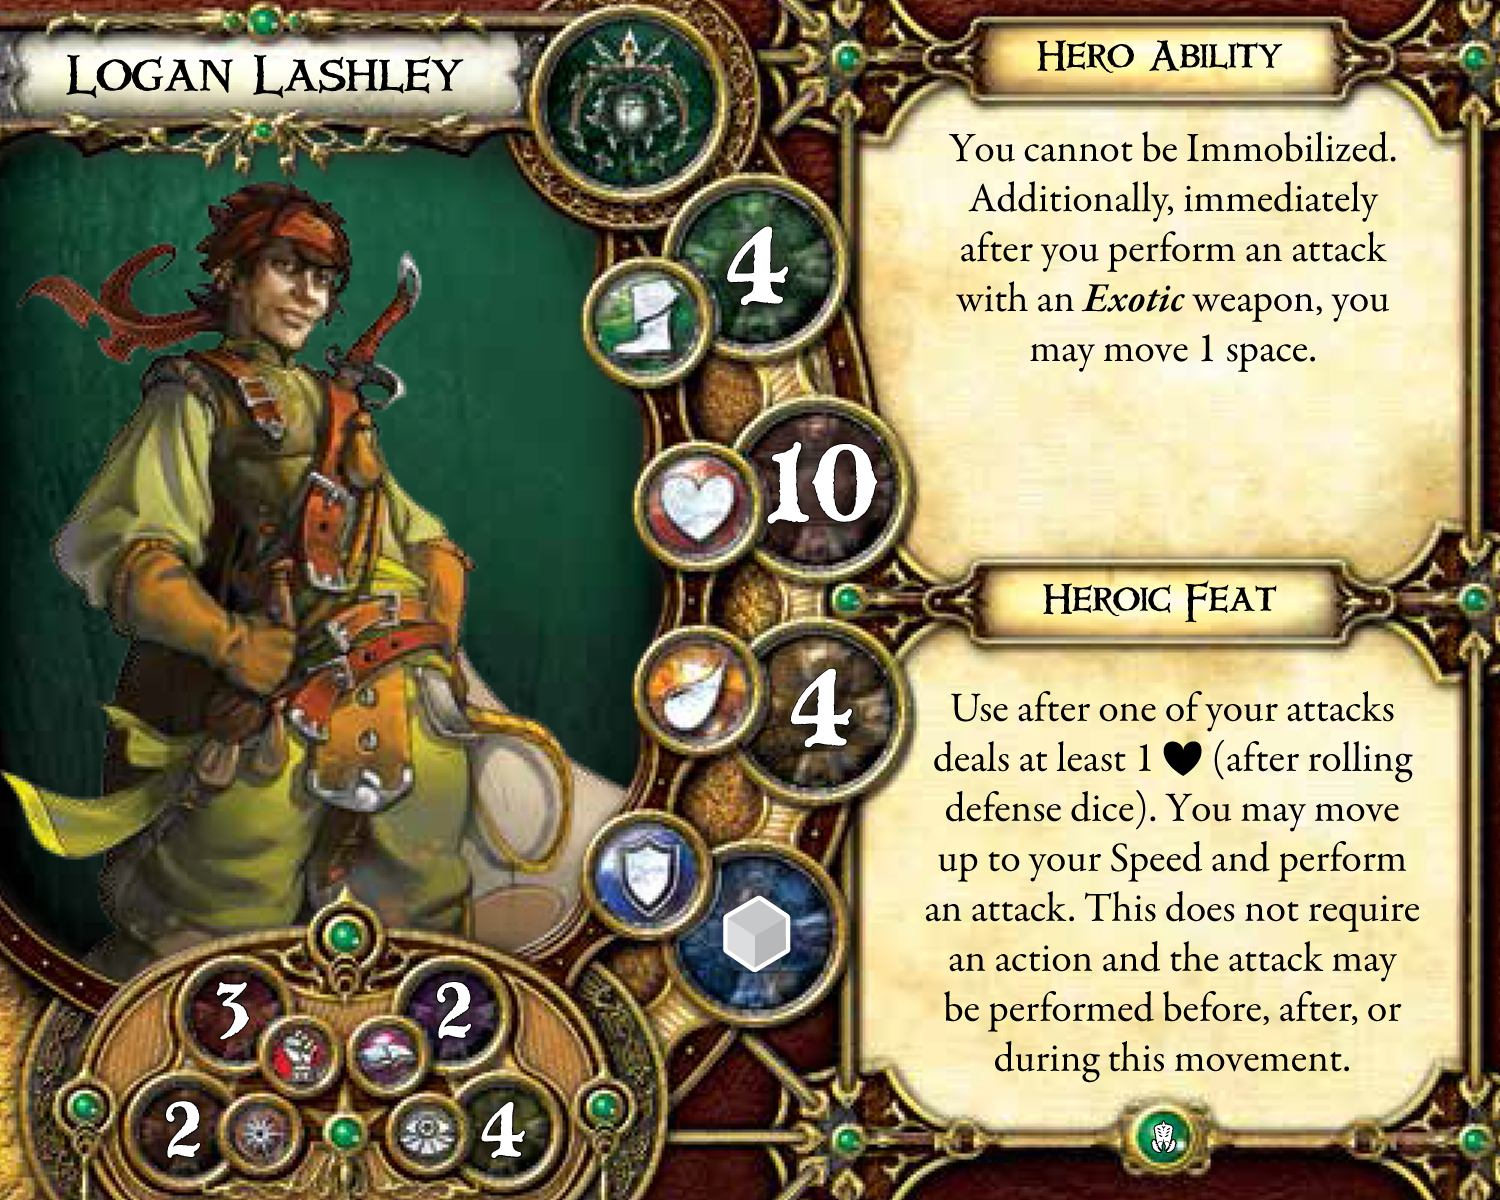 Logan Lashley
4
10
4
3
2
2
4
Hero Ability
You cannot be Immobilized.
Additionally, immediately
after you perform an attack
with an Exotic weapon, you
may move 1 space.
Heroic Feat
Use after one of your attacks
deals at least 1 ♥ (after rolling
defense dice). You may move
up to your Speed and perform
an attack. This does not require
an action and the attack may
be performed before, after, or
during this movement.